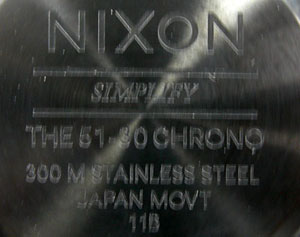 NIXON
SIMPLIFY
THE 51-30 CHRONO
300 M STAINLESS STEEL
JAPAN MOVT
11B